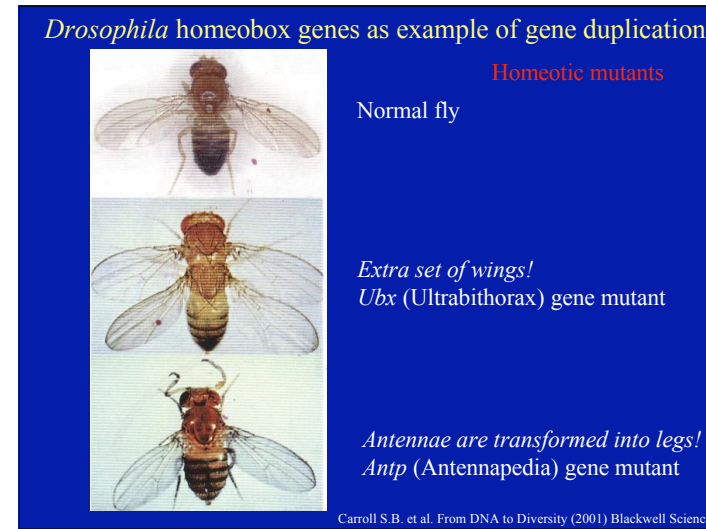 Drosophila homeobox genes as example of gene duplication
Homeotic mutants
Normal fly
Extra set of wings!
Ubx (Ultrabithorax) gene mutant
Antennae are transformed into legs!
Antp (Antennapedia) gene mutant
Carroll S.B. et al. From DNA to Diversity (2001) Blackwell Scienc